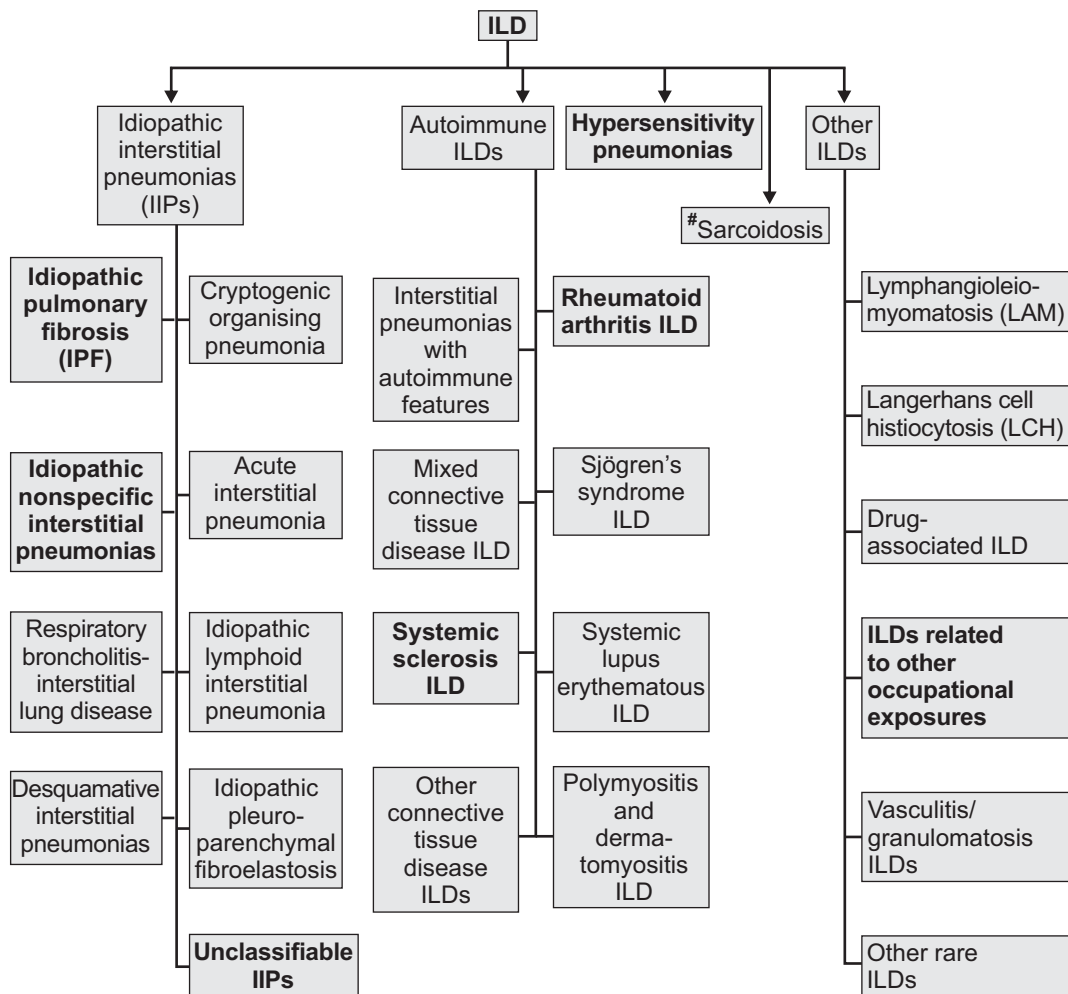 ILD
Idiopathic
interstitial
pneumonias
(IIPs)
Autoimmune
ILDs
Hypersensitivity
pneumonias
Other
ILDs
#Sarcoidosis
Idiopathic
pulmonary
fibrosis
(IPF)
Cryptogenic
organising
pneumonia
Interstitial
pneumonias
with
autoimmune
features
Rheumatoid
arthritis ILD
Lymphangioleio-
myomatosis (LAM)
Langerhans cell
histiocytosis (LCH)
Idiopathic
nonspecific
interstitial
pneumonias
Acute
interstitial
pneumonia
Mixed
connective
tissue
disease ILD
Sjögren's
syndrome
ILD
Drug-
associated ILD
Respiratory
broncholitis-
interstitial
lung disease
Idiopathic
lymphoid
interstitial
pneumonia
Systemic
sclerosis
ILD
Systemic
lupus
erythematous
ILD
ILDs related
to other
occupational
exposures
Desquamative
interstitial
pneumonias
Idiopathic
pleuro-
parenchymal
fibroelastosis
Other
connective
tissue
disease
ILDs
Polymyositis
and
derma-
tomyositis
ILD
Vasculitis/
granulomatosis
ILDs
Unclassifiable
IIPs
Other rare
ILDs